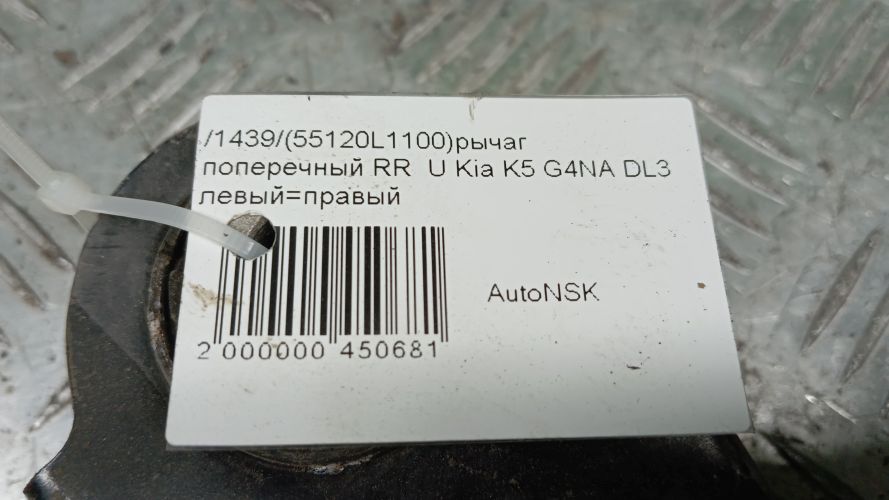 /1439/(55120L1100)рычаг
поперечный RR U Kia K5 G4NA DL3
левый=правый
AutoNSK
2 000000 450681